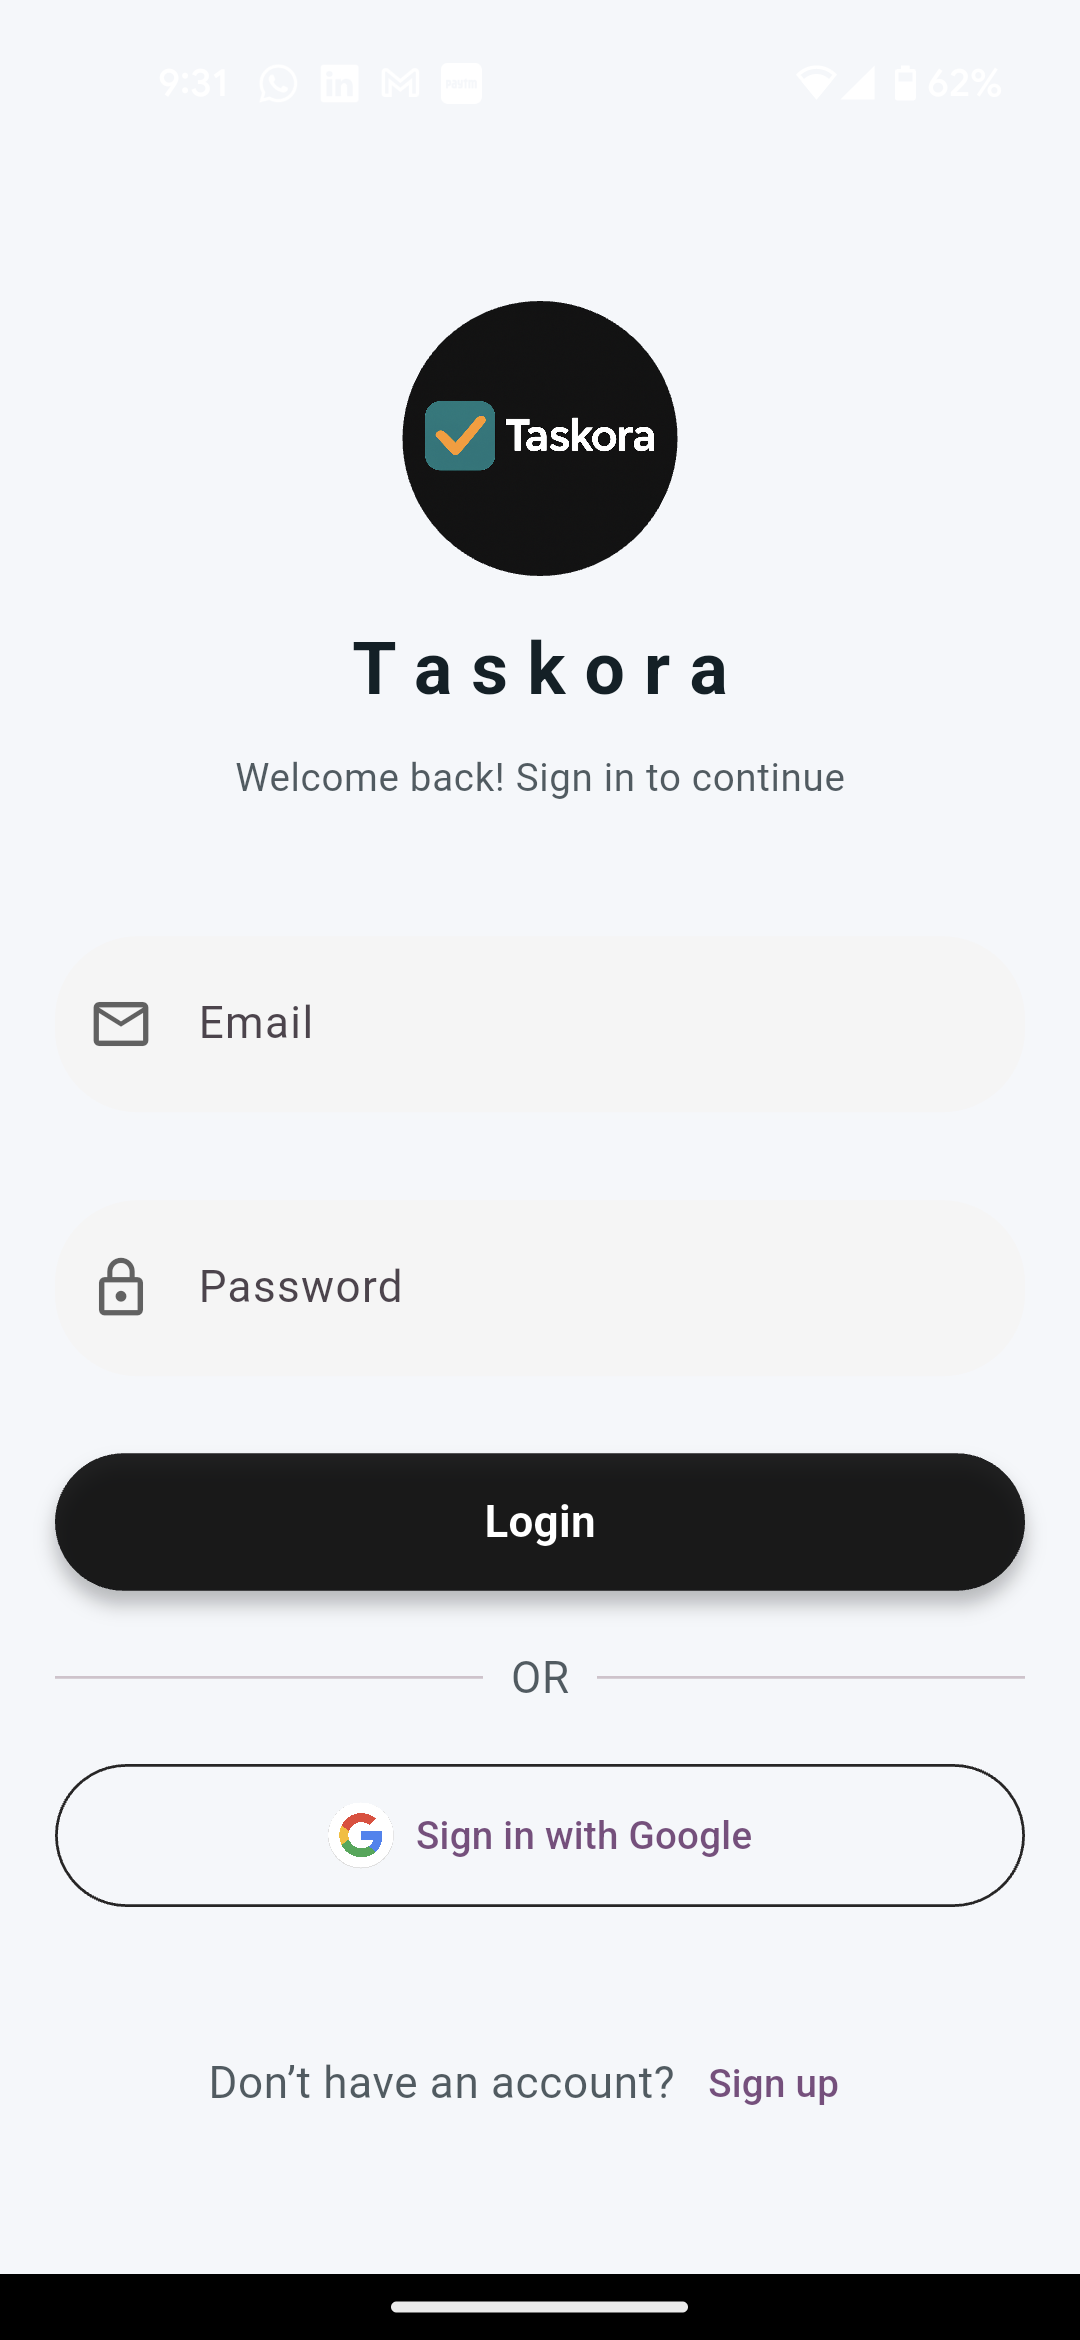 9:31 62%
Taskora
Taskora
Welcome back! Sign in to continue
Email
Password
Login
OR
Sign in with Google
Don’t have an account? Sign up